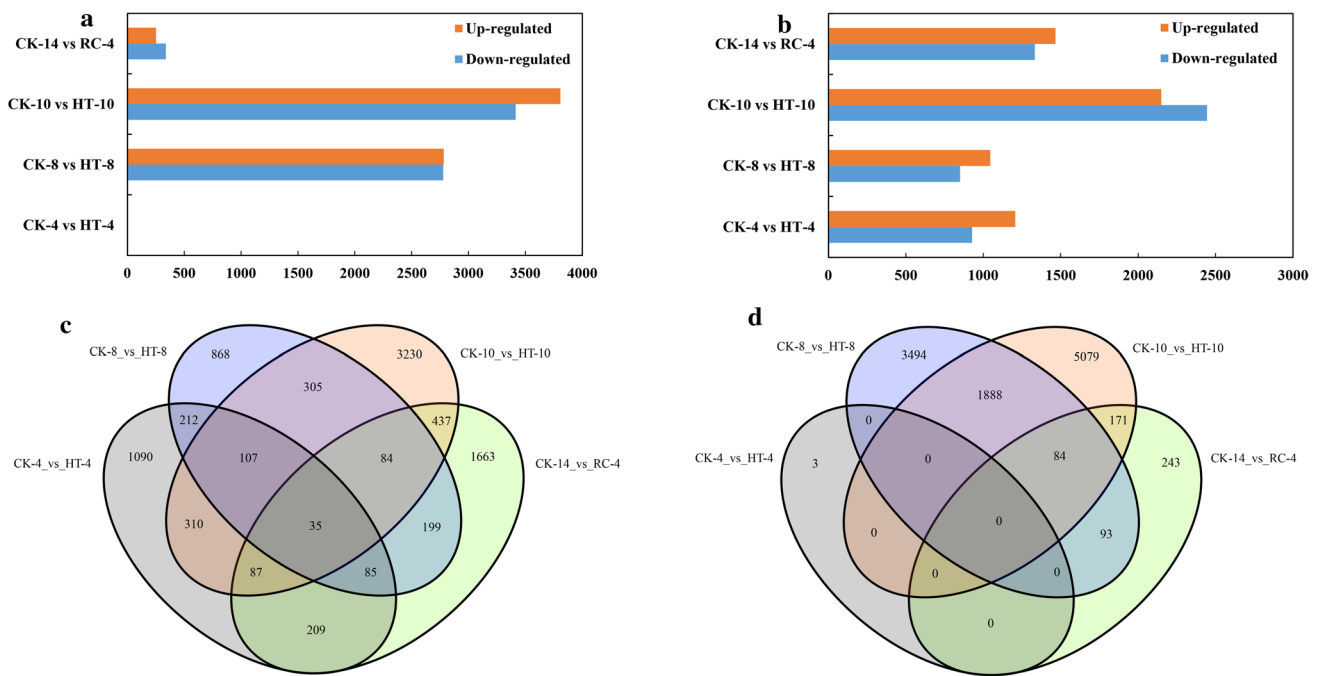 a
Up-regulated
Down-regulated
CK-14 vs RC-4
CK-10 vs HT-10
CK-8 vs HT-8
CK-4 vs HT-4
0 500 1000 1500 2000 2500 3000 3500 4000
b
Up-regulated
Down-regulated
CK-14 vs RC-4
CK-10 vs HT-10
CK-8 vs HT-8
CK-4 vs HT-4
0 500 1000 1500 2000 2500 3000
c
CK-8_vs_HT-8
868
3230
CK-10_vs_HT-10
305
212
437
CK-4_vs_HT-4
1090
107
84
1663
CK-14_vs_RC-4
310
35
199
87
85
209
d
CK-8_vs_HT-8
3494
5079
CK-10_vs_HT-10
1888
0
171
CK-4_vs_HT-4
3
0
84
243
CK-14_vs_RC-4
0
0
93
0
0
0